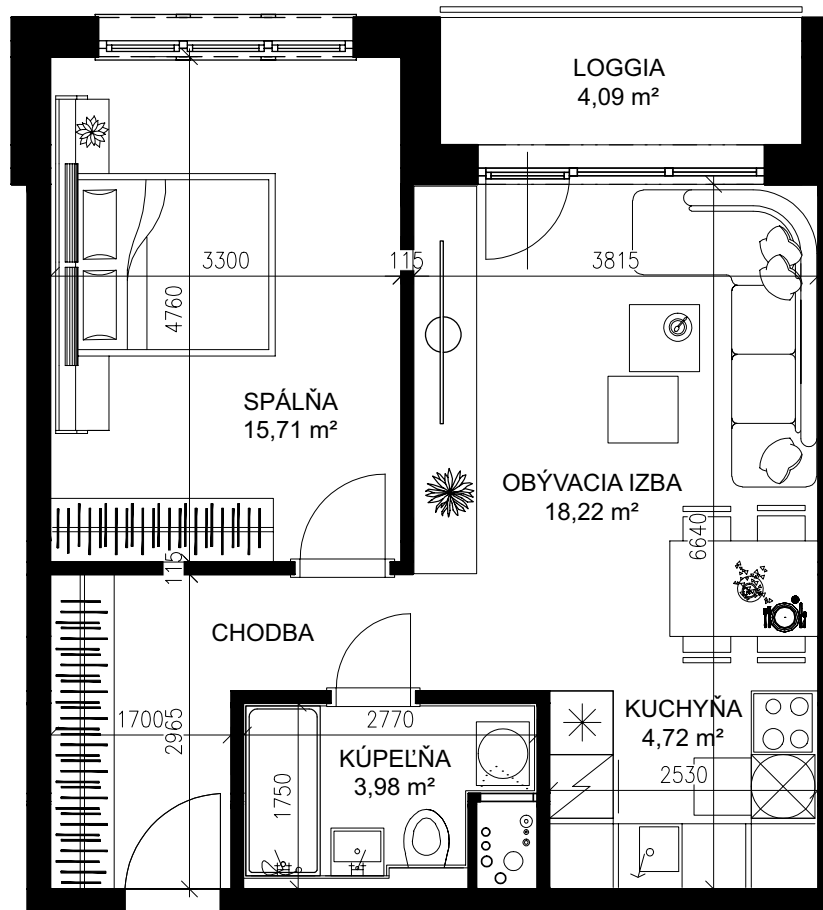 LOGGIA
4,09 m²
3300
115
3815
4760
SPÁLŇA
15,71 m²
OBÝVACIA IZBA
18,22 m²
6640
115
CHODBA
1700
2965
2770
KUCHYŇA
4,72 m²
KÚPEĽŇA
3,98 m²
2530
1750